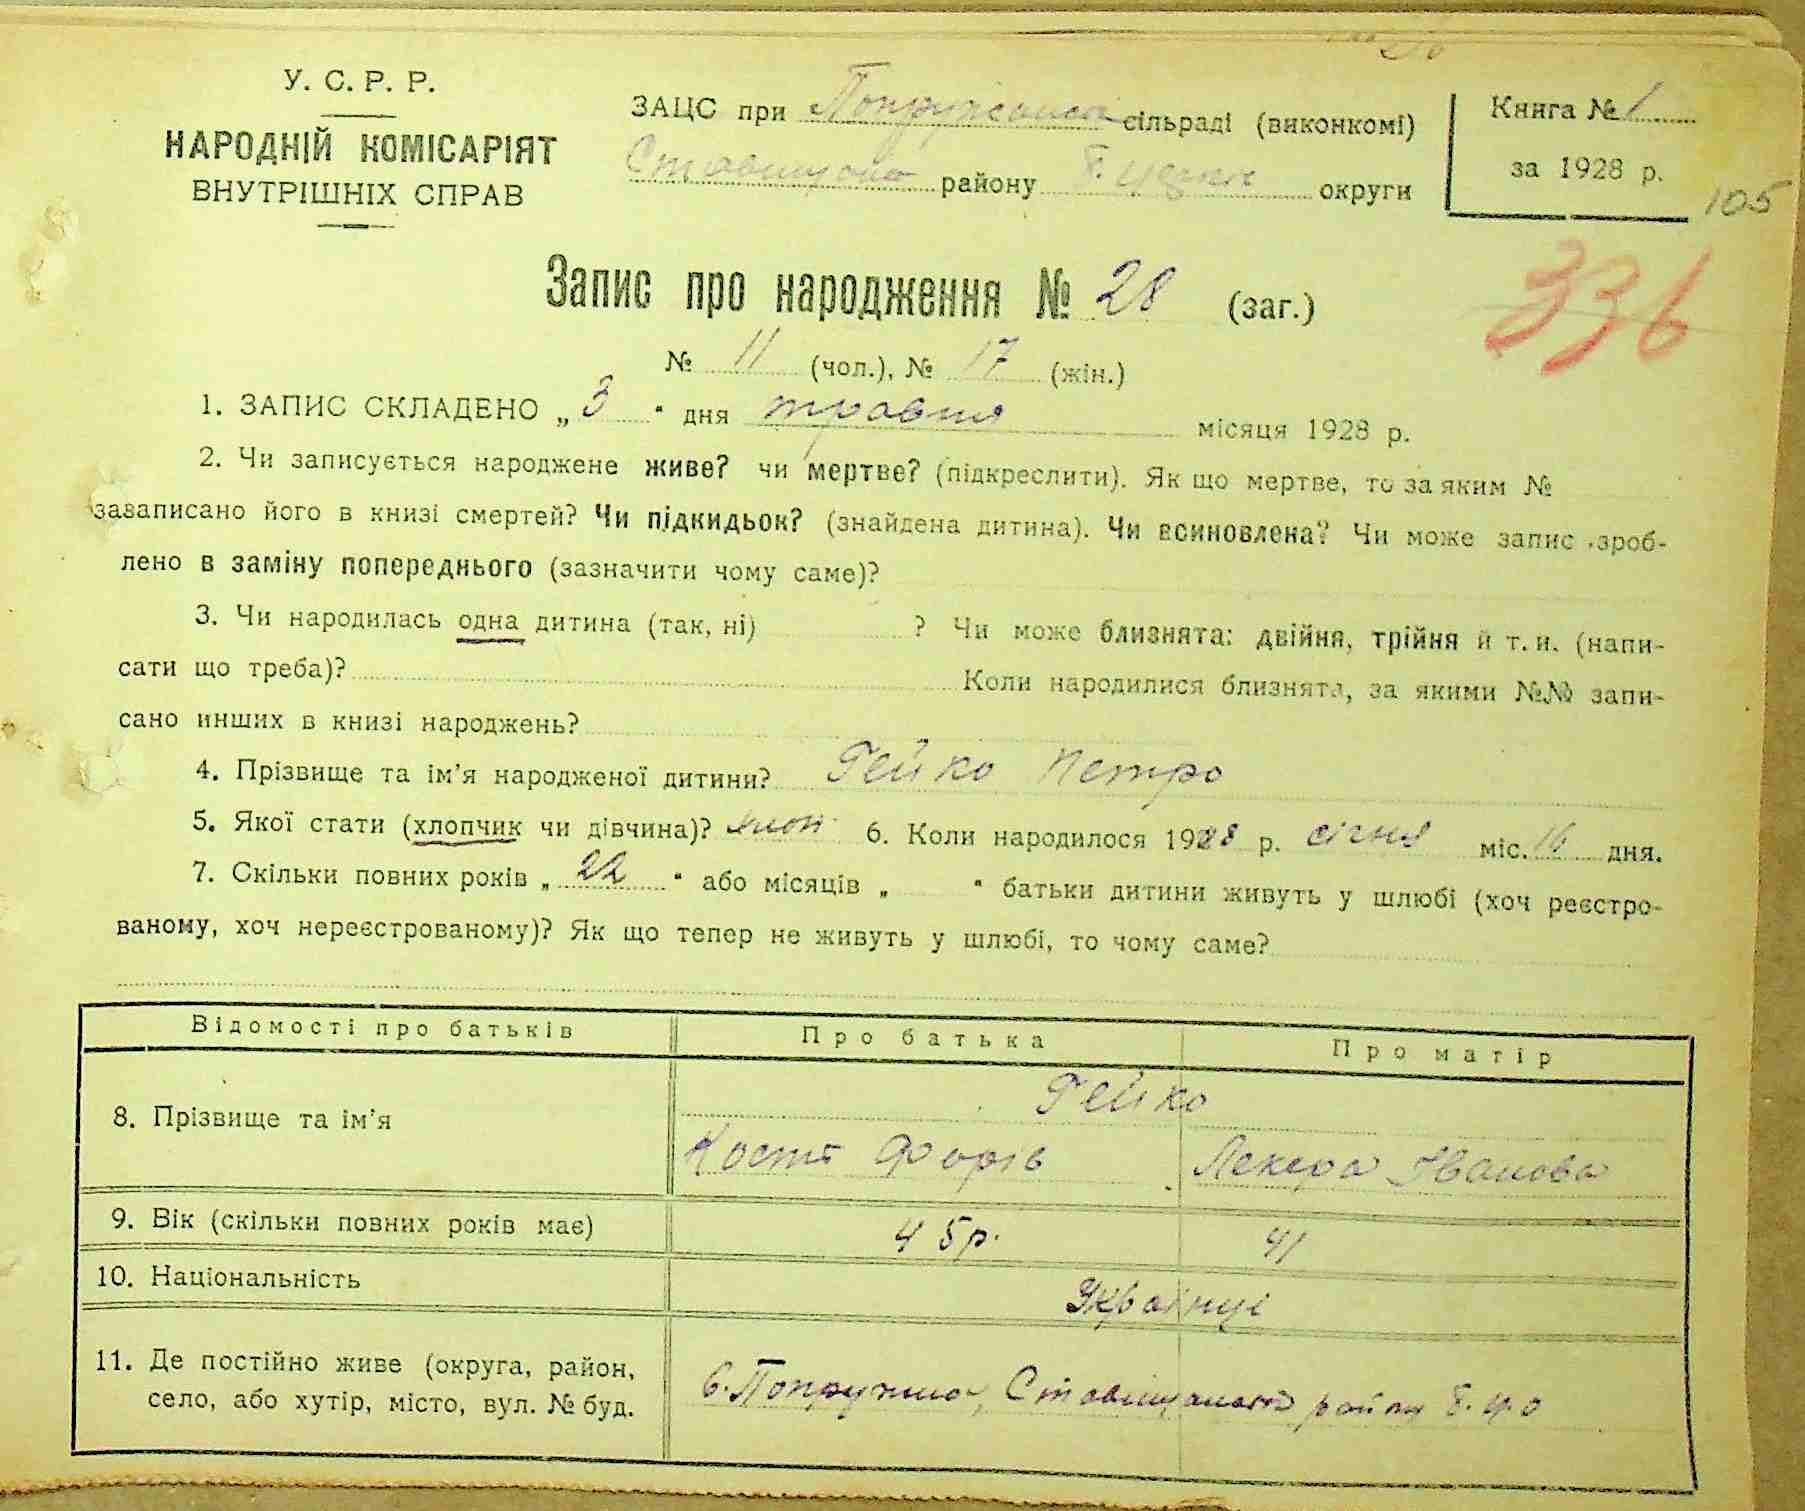 У. С. Р. Р.
НАРОДНІЙ КОМІСАРІЯТ
ВНУТРІШНІХ СПРАВ
ЗАЦС при сільраді (виконкомі)
району округи
Книга № 1
за 1928 р.
105
336
Запис про народження № 28 (заг.)
№ 11 (чол.), № 17 (жін.)
1. ЗАПИС СКЛАДЕНО „ 3 “ дня травня місяця 1928 р.
2. Чи записується народжене живе? чи мертве? (підкреслити). Як що мертве, то за яким №
зазаписано його в книзі смертей? Чи підкидьок? (знайдена дитина). Чи всиновлена? Чи може запис зроб-
лено в заміну попереднього (зазначити чому саме)?
3. Чи народилась одна дитина (так, ні) ? Чи може близнята: двійня, трійня й т. и. (напи-
сати що треба)? Коли народилися близнята, за якими №№ запи-
сано инших в книзі народжень?
4. Прізвище та ім’я народженої дитини? Гейко Петро
5. Якої стати (хлопчик чи дівчина)? хлоп. 6. Коли народилося 1928 р. січня міс. 16 дня.
7. Скільки повних років „ 22 “ або місяців „ “ батьки дитини живуть у шлюбі (хоч реєстро-
ваному, хоч нереєстрованому)? Як що тепер не живуть у шлюбі, то чому саме?
Відомості про батьків Про батька Про матір
8. Прізвище та ім’я Гейко
Іванова
9. Вік (скільки повних років має) 45р. 41
10. Національність Українці
11. Де постійно живе (округа, район,
село, або хутір, місто, вул. № буд.
с. Попружна, району Б. Ц. О